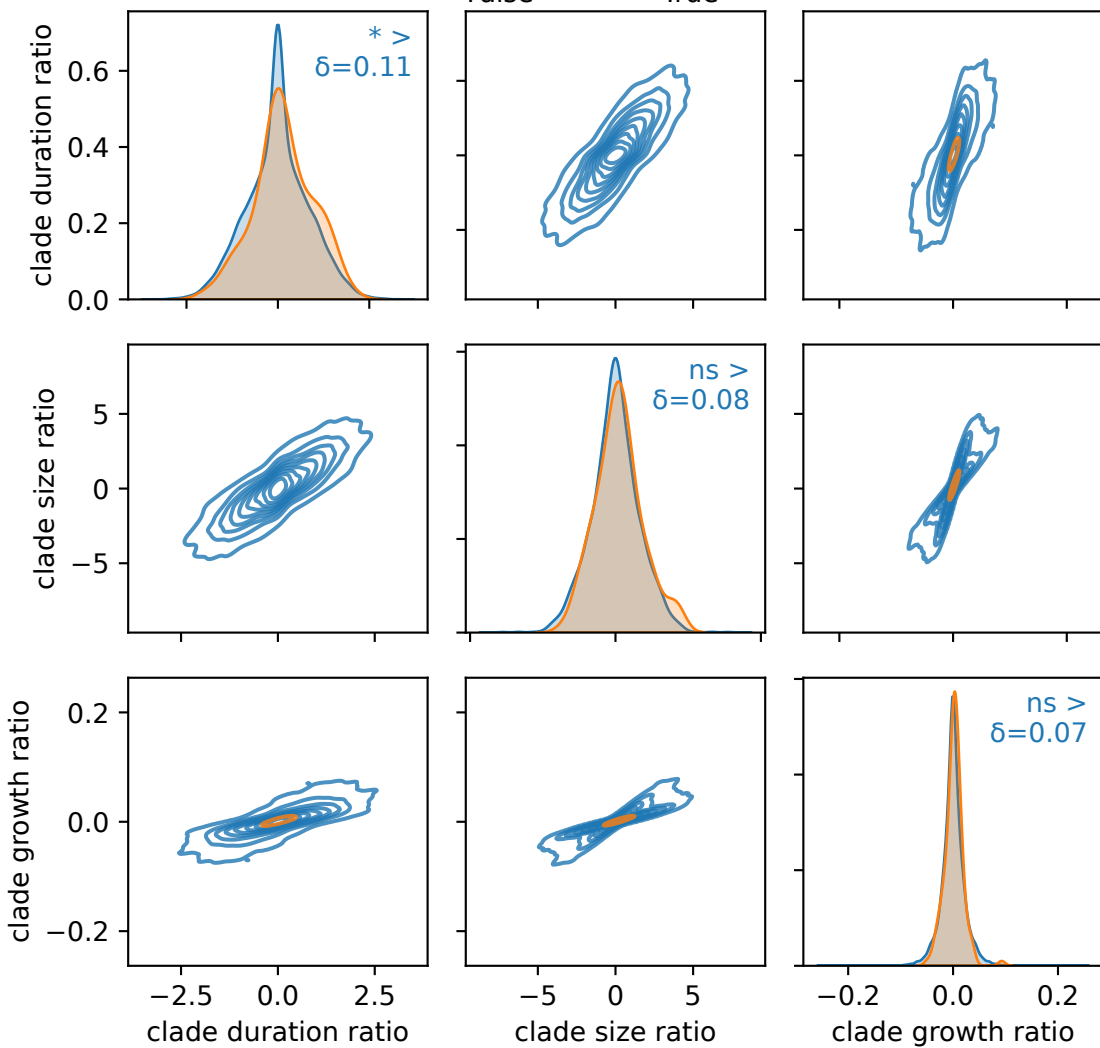 clade duration ratio
0.6
0.4
0.2
0.0
* >
δ=0.11
clade size ratio
5
0
−5
ns >
δ=0.08
clade growth ratio
0.2
0.0
−0.2
ns >
δ=0.07
−2.5 0.0 2.5
−5 0 5
−0.2 0.0 0.2
clade duration ratio
clade size ratio
clade growth ratio